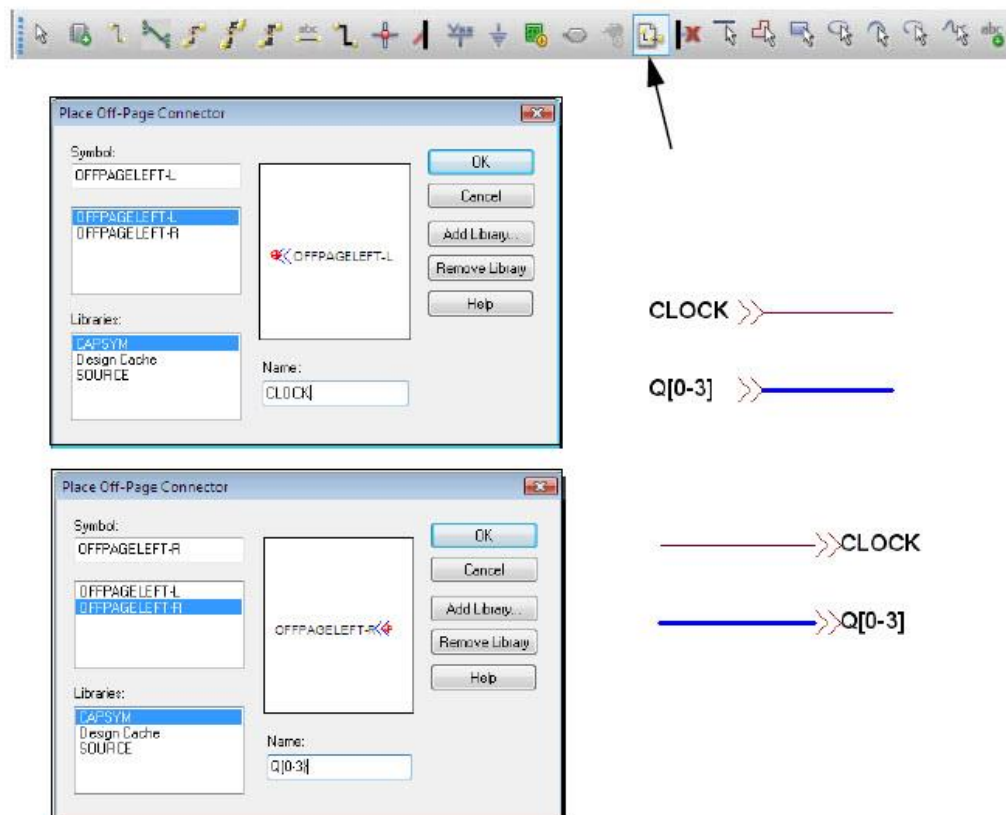 abc
abc
Place Off-Page Connector
Symbol:
OFFPAGELEFT-L
OFFPAGELEFT-L
OFFPAGELEFT-R
Libraries:
CAPSYM
Design Cache
SOURCE
OFFPAGELEFT-L
Name:
CLOCK
OK
Cancel
Add Library...
Remove Library
Help
CLOCK
Q[0-3]
Place Off-Page Connector
Symbol:
OFFPAGELEFT-R
OFFPAGELEFT-L
OFFPAGELEFT-R
Libraries:
CAPSYM
Design Cache
SOURCE
OFFPAGELEFT-R
Name:
Q[0-3]
OK
Cancel
Add Library...
Remove Library
Help
CLOCK
Q[0-3]